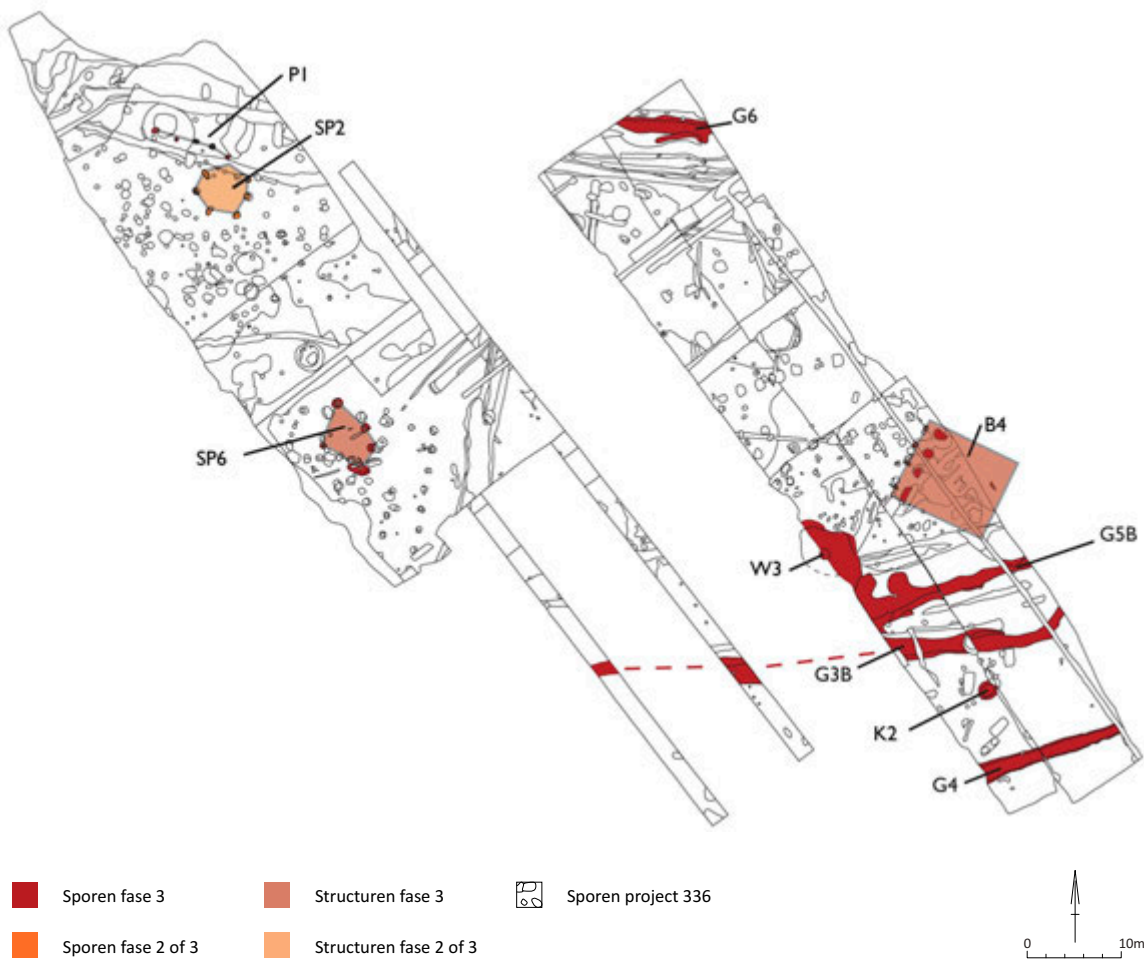 P1
SP2
G6
SP6
B4
G5B
W3
G3B
K2
G4
Sporen fase 3
Structuren fase 3
Sporen project 336
Sporen fase 2 of 3
Structuren fase 2 of 3
0 10m